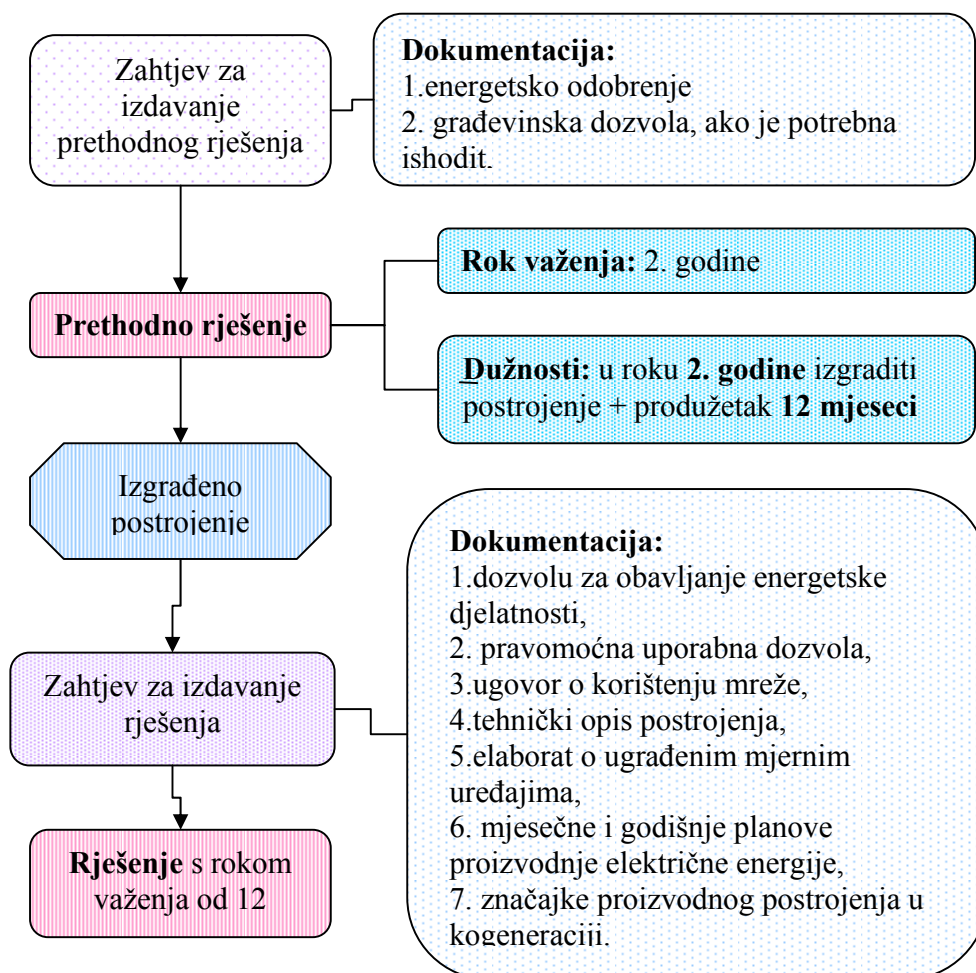 Zahtjev za
izdavanje
prethodnog rješenja
Dokumentacija:
1.energetsko odobrenje
2. građevinska dozvola, ako je potrebna
ishodit.
Rok važenja: 2. godine
Prethodno rješenje
Dužnosti: u roku 2. godine izgraditi
postrojenje + produžetak 12 mjeseci
Izgrađeno
postrojenje
Dokumentacija:
1.dozvolu za obavljanje energetske
djelatnosti,
2. pravomoćna uporabna dozvola,
3.ugovor o korištenju mreže,
4.tehnički opis postrojenja,
5.elaborat o ugrađenim mjernim
uređajima,
6. mjesečne i godišnje planove
proizvodnje električne energije,
7. značajke proizvodnog postrojenja u
kogeneraciji.
Zahtjev za izdavanje
rješenja
Rješenje s rokom
važenja od 12